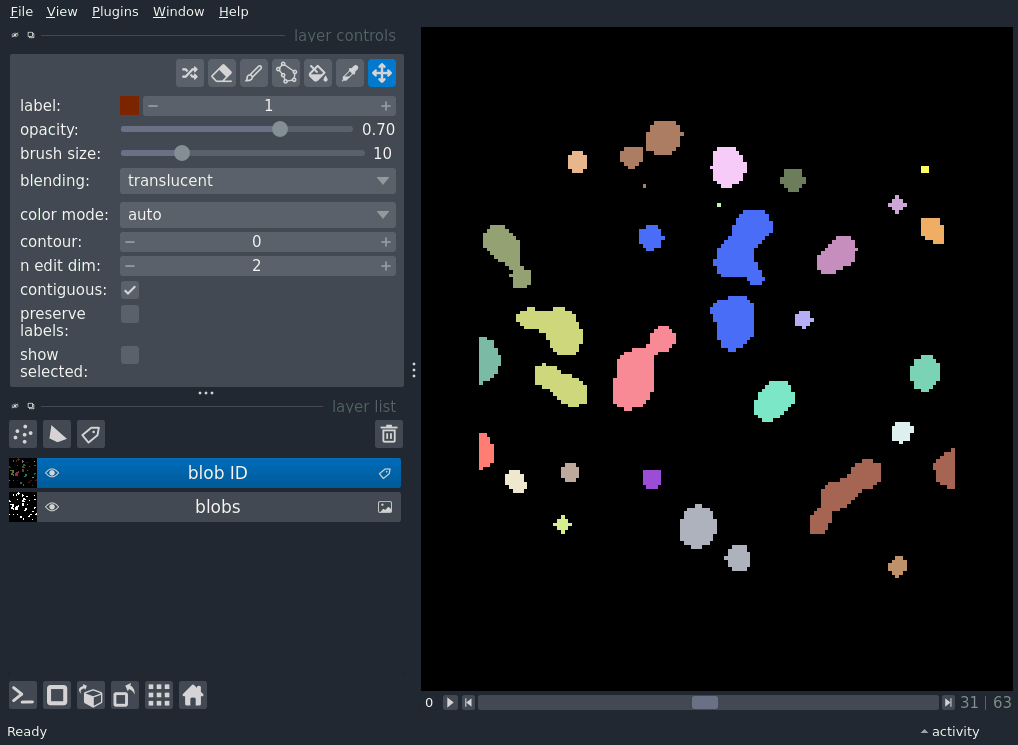 File View Plugins Window Help
layer controls
label: − 1 +
opacity: 0.70
brush size: 10
blending: translucent
color mode: auto
contour: − 0 +
n edit dim: − 2 +
contiguous:
preserve
labels:
show
selected:
layer list
blob ID
blobs
0 31 | 63
Ready activity